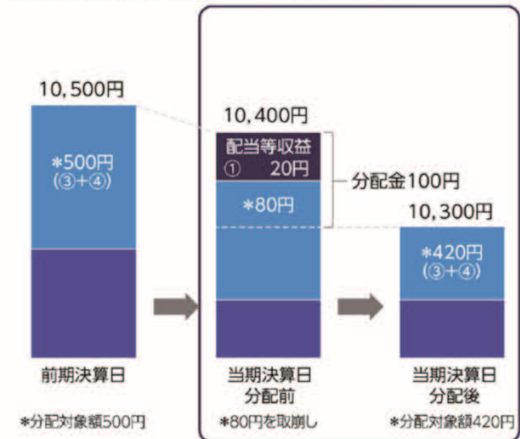 10,500円
*500円
(③+④)
前期決算日
*分配対象額500円
10,400円
配当等収益
① 20円
*80円
分配金100円
当期決算日
分配前
*80円を取崩し
10,300円
*420円
(③+④)
当期決算日
分配後
*分配対象額420円